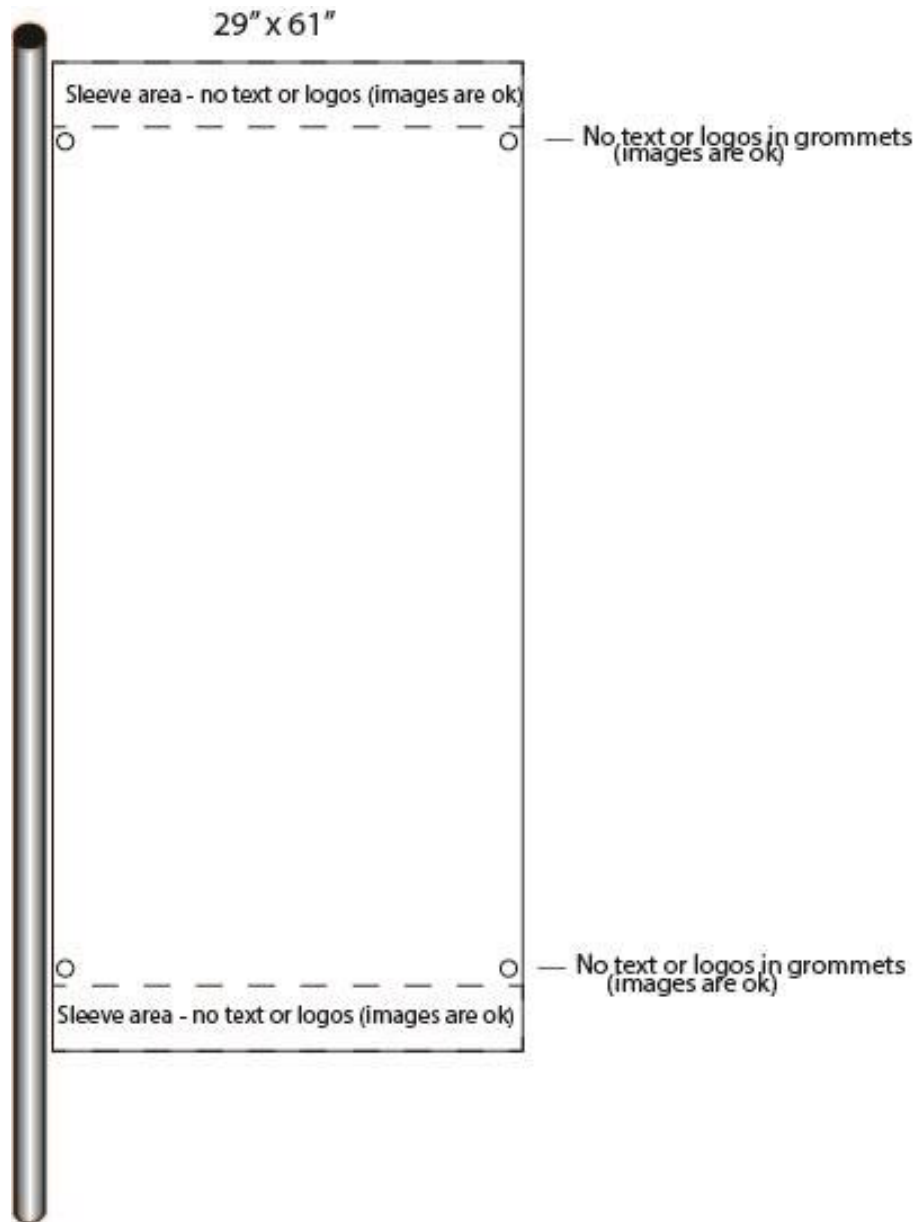 29” x 61”
Sleeve area - no text or logos (images are ok)
No text or logos in grommets
(images are ok)
No text or logos in grommets
(images are ok)
Sleeve area - no text or logos (images are ok)